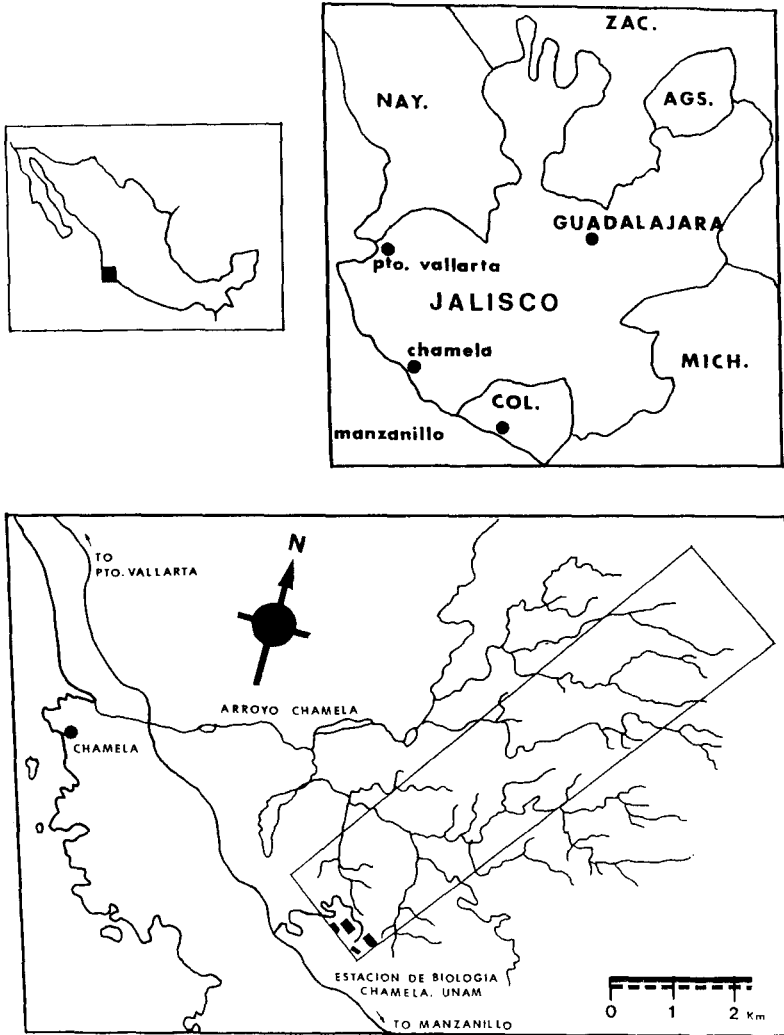 ZAC.
NAY.
AGS.
GUADALAJARA
pto. vallarta
JALISCO
chamela
MICH.
COL.
manzanillo
N
TO
PTO. VALLARTA
ARROYO CHAMELA
CHAMELA
ESTACION DE BIOLOGIA
CHAMELA, UNAM
TO MANZANILLO
0 1 2 Km